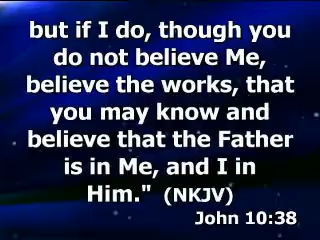 but if I do, though you
do not believe Me,
believe the works, that
you may know and
believe that the Father
is in Me, and I in
Him." (NKJV)
John 10:38